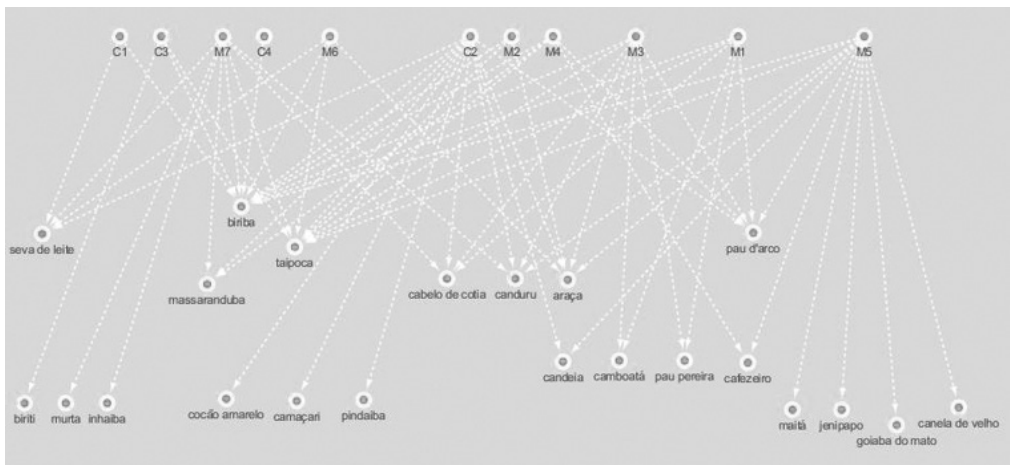 C1 C3 M7 C4 M6 C2 M2 M4 M3 M1 M5
biriba
seva de leite taipoca pau d'arco
massaranduba cabelo de cotia canduru araça
candeia camboatá pau pereira cafezeiro
biriti murta inhaiba cocão amarelo camaçari pindaiba
maitá jenipapo goiaba do mato canela de velho